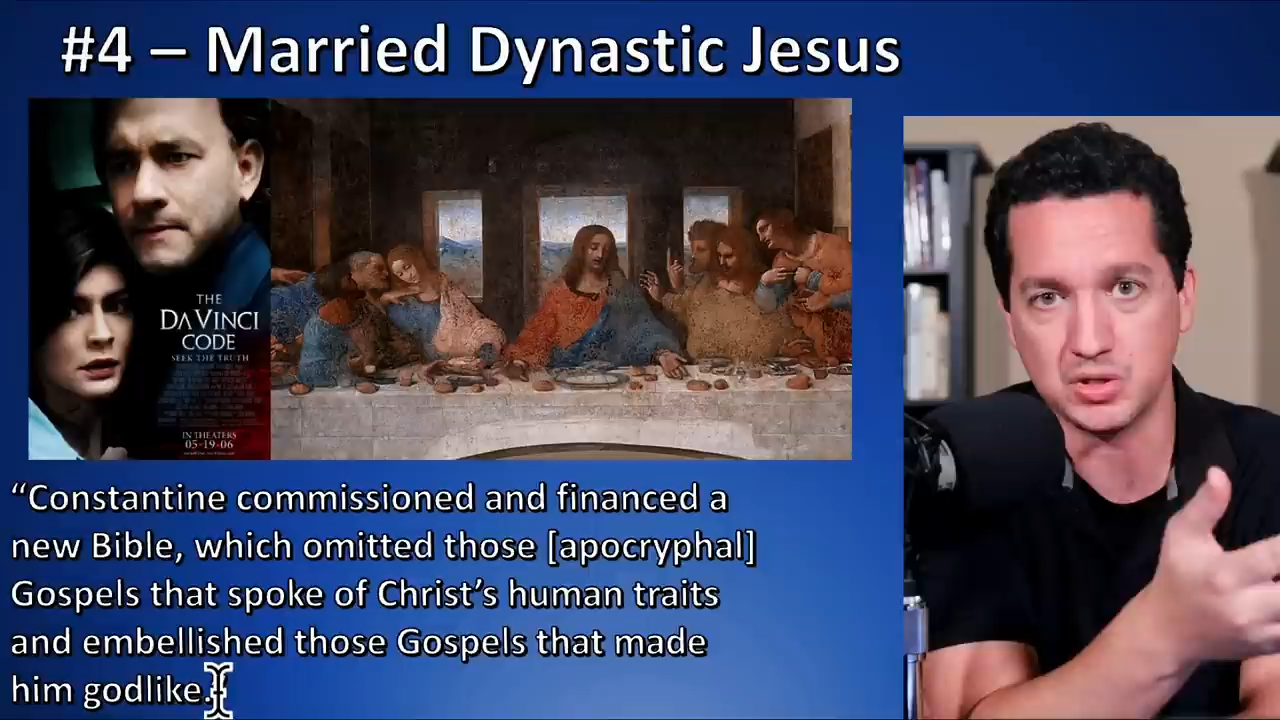 #4 – Married Dynastic Jesus
THE
DA VINCI
CODE
SEEK THE TRUTH
IN THEATERS
05-19-06
“Constantine commissioned and financed a
new Bible, which omitted those [apocryphal]
Gospels that spoke of Christ’s human traits
and embellished those Gospels that made
him godlike.